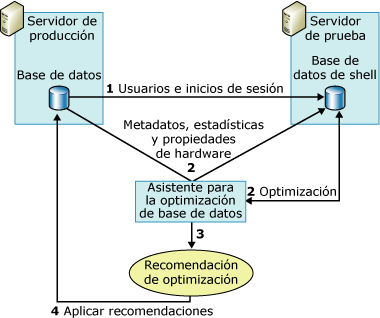 Servidor de
producción
Base de datos
Servidor
de prueba
Base de
datos de shell
1 Usuarios e inicios de sesión
Metadatos, estadísticas
y propiedades
de hardware
2
Asistente para
la optimización
de base de datos
2 Optimización
3
Recomendación
de optimización
4 Aplicar recomendaciones